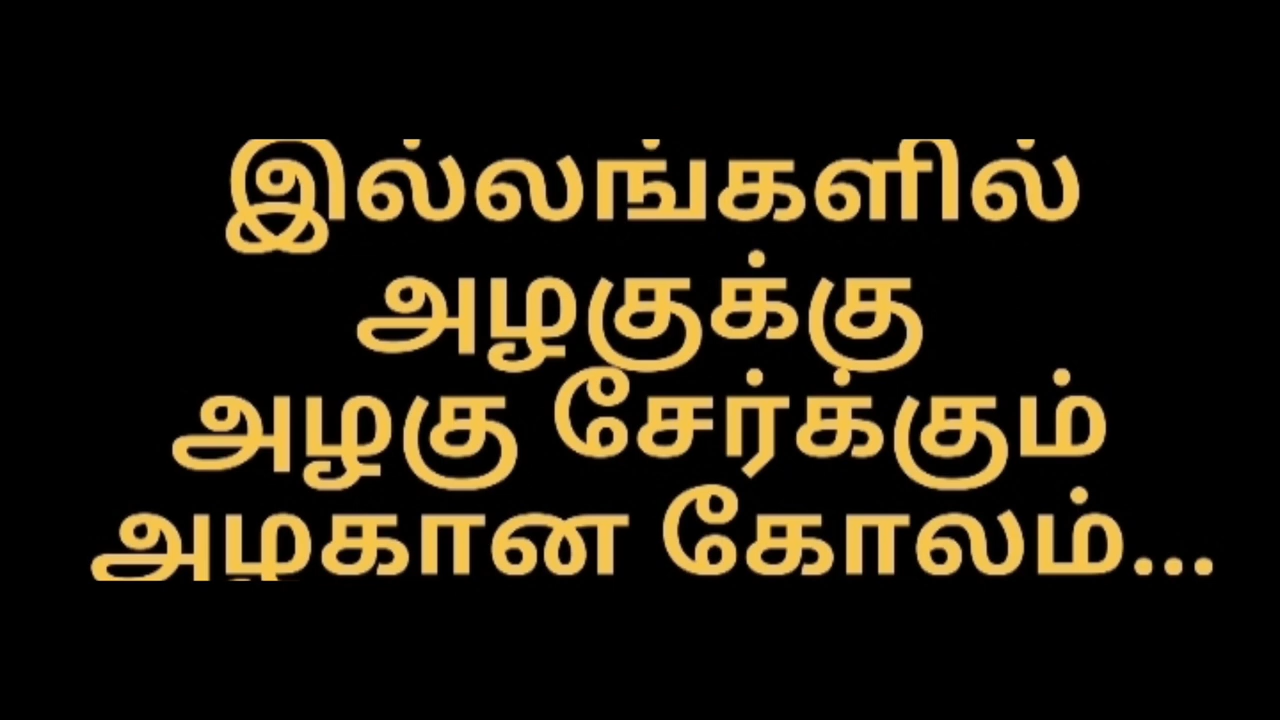 இல்லங்களில்
அழகுக்கு
அழகு சேர்க்கும்
அழகான கோலம்...